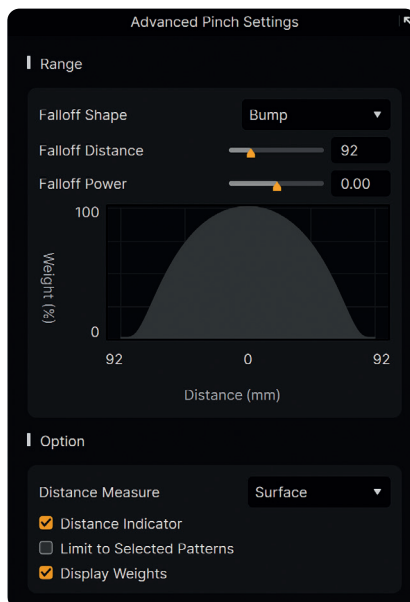 Advanced Pinch Settings
Range
Falloff Shape Bump
Falloff Distance 92
Falloff Power 0.00
100
Weight (%)
0
92 0 92
Distance (mm)
Option
Distance Measure Surface
Distance Indicator
Limit to Selected Patterns
Display Weights